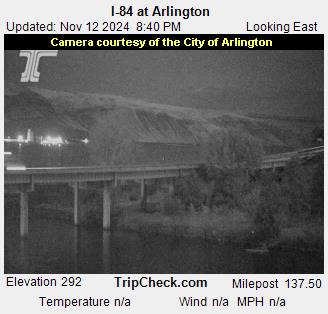 I-84 at Arlington
Updated: Nov 12 2024 8:40 PM Looking East
Camera courtesy of the City of Arlington
Elevation 292 TripCheck.com Milepost 137.50
Temperature n/a Wind n/a MPH n/a